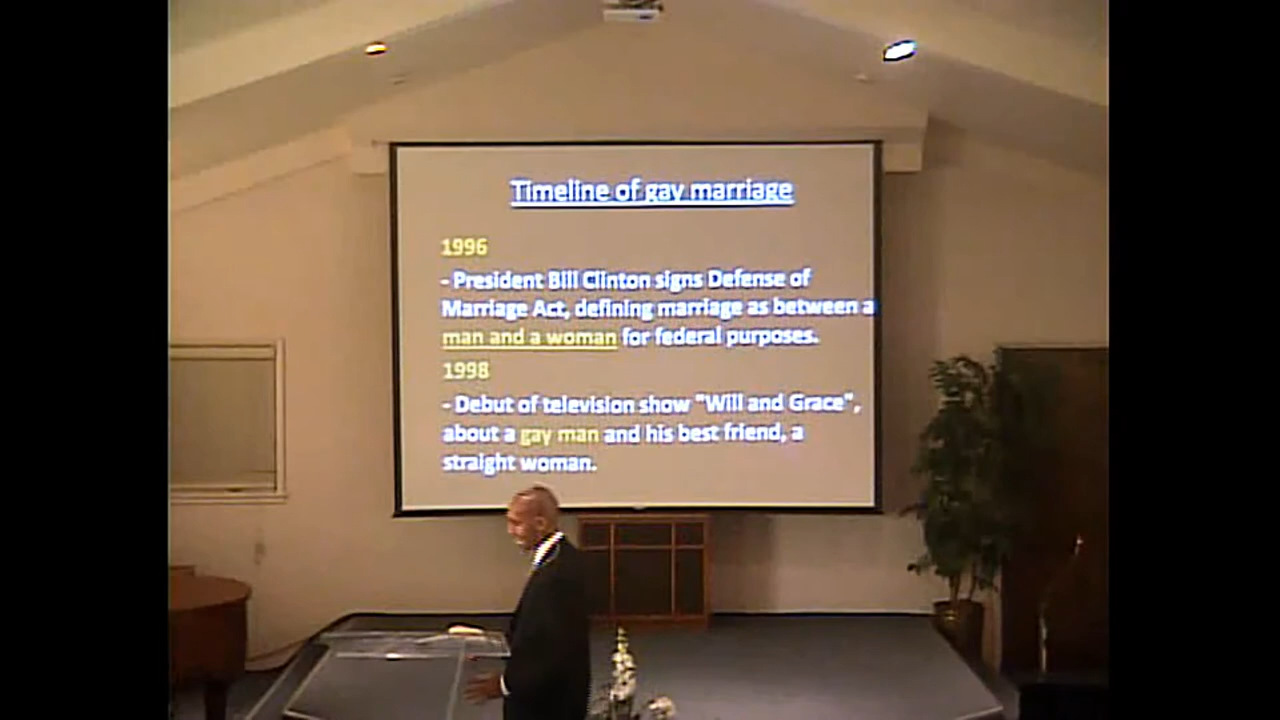 Timeline of gay marriage
1996
- President Bill Clinton signs Defense of
Marriage Act, defining marriage as between a
man and a woman for federal purposes.
1998
- Debut of television show "Will and Grace",
about a gay man and his best friend, a
straight woman.